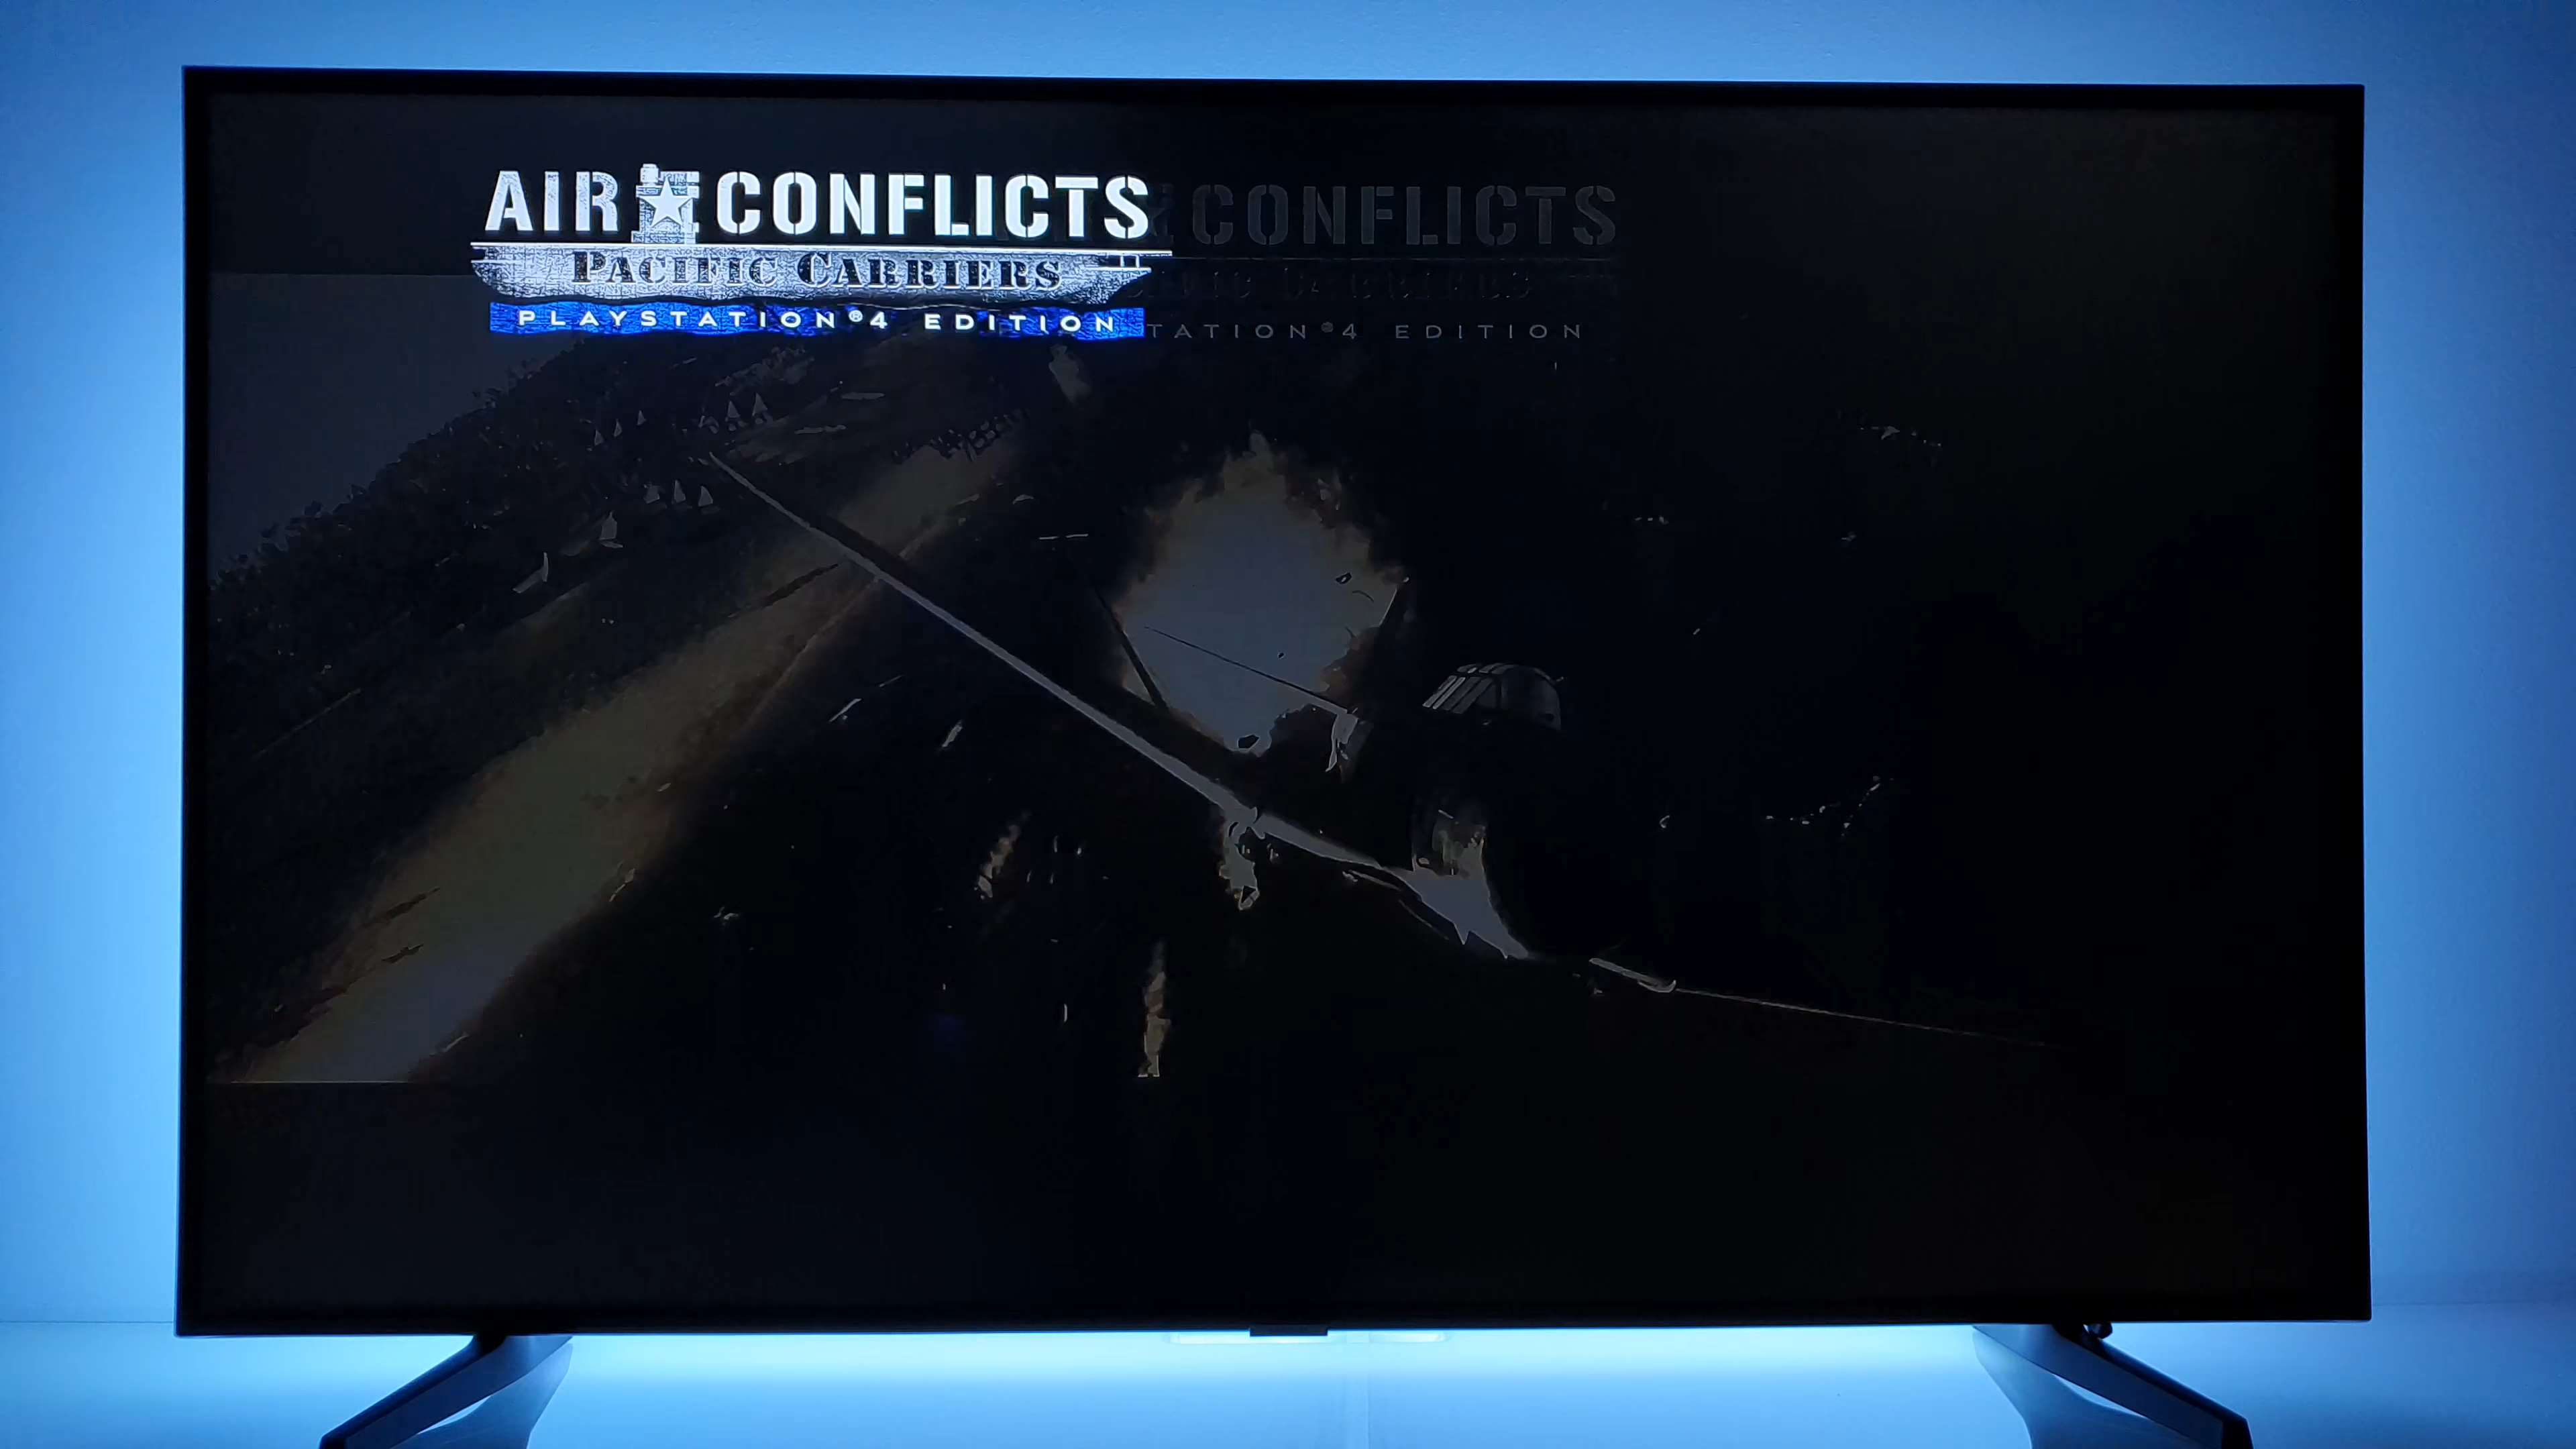 AIR CONFLICTS
PACIFIC CARRIERS
PLAYSTATION®4 EDITION
CONFLICTS
TATION®4 EDITION